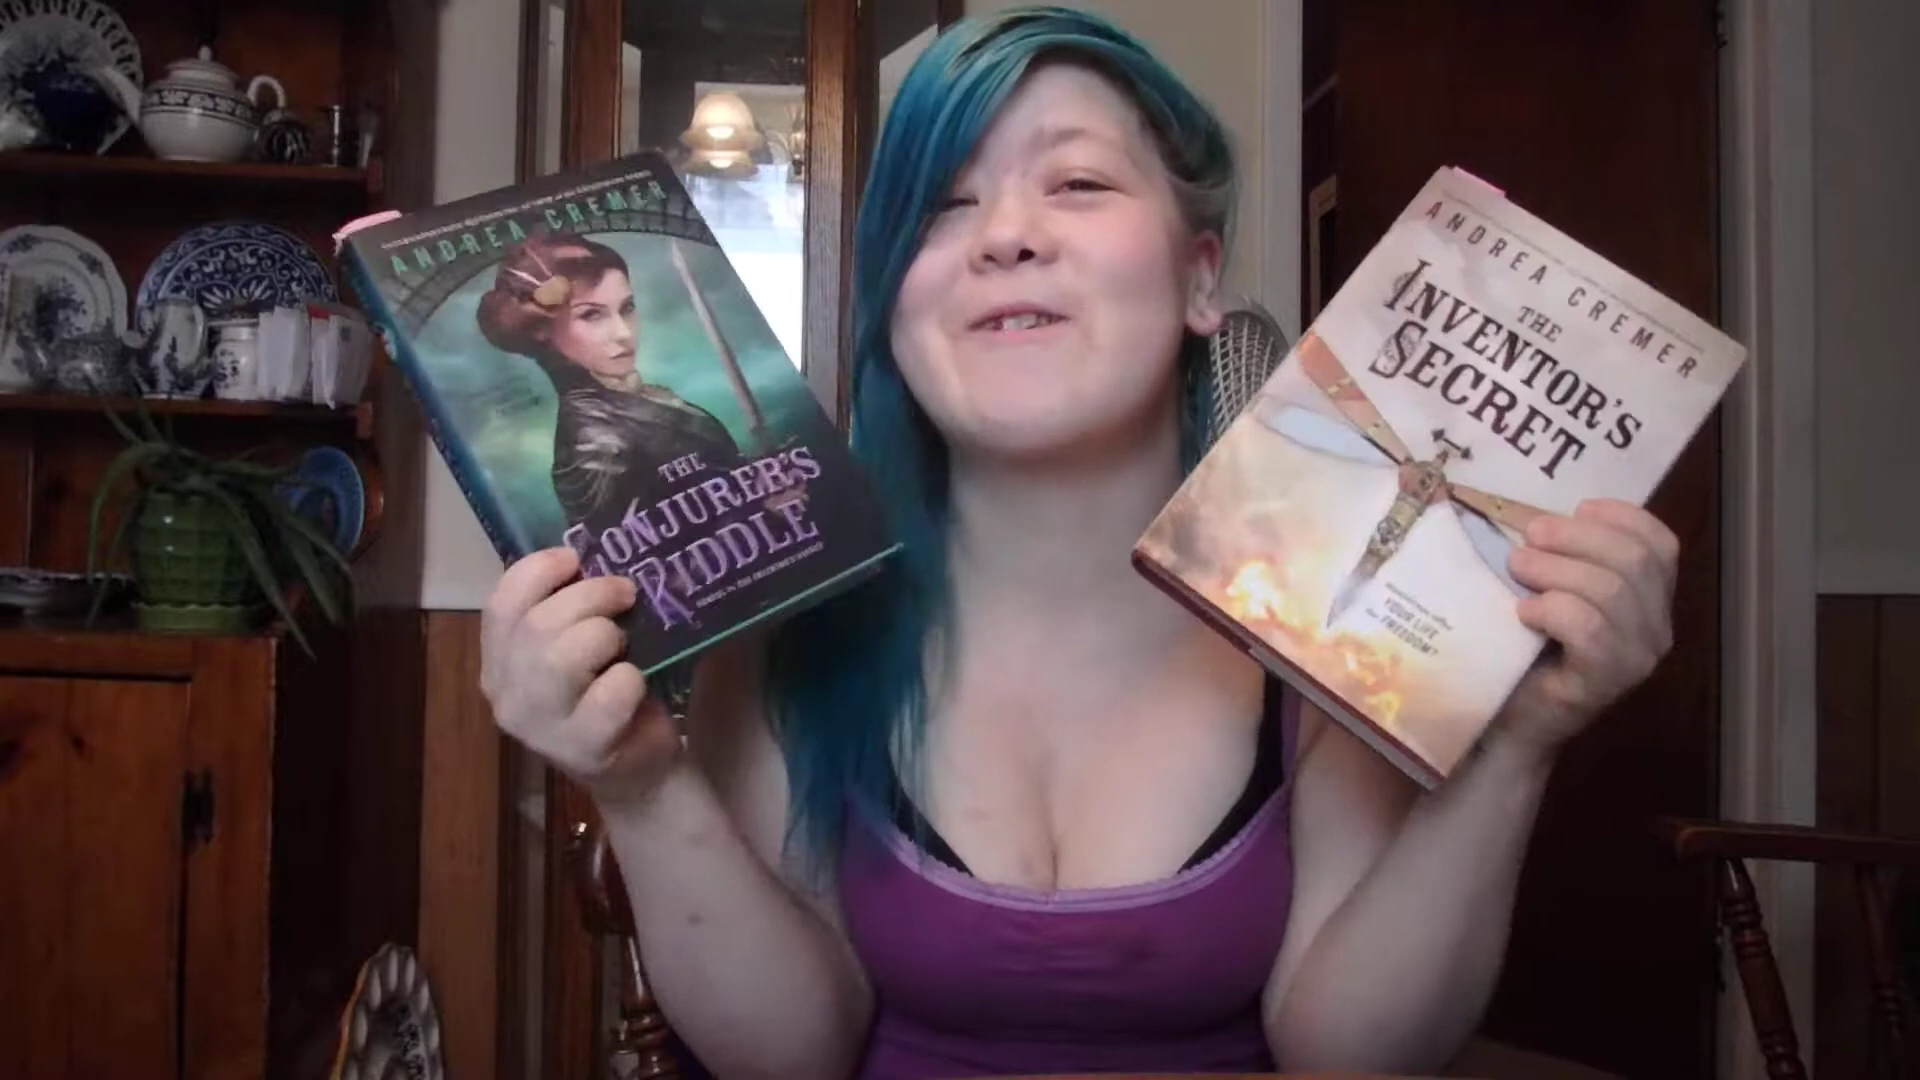 ANDREA CREMER
THE
CONJURER'S
RIDDLE
ANDREA CREMER
THE
INVENTOR'S
SECRET
YOUR LIFE
FREEDOM?